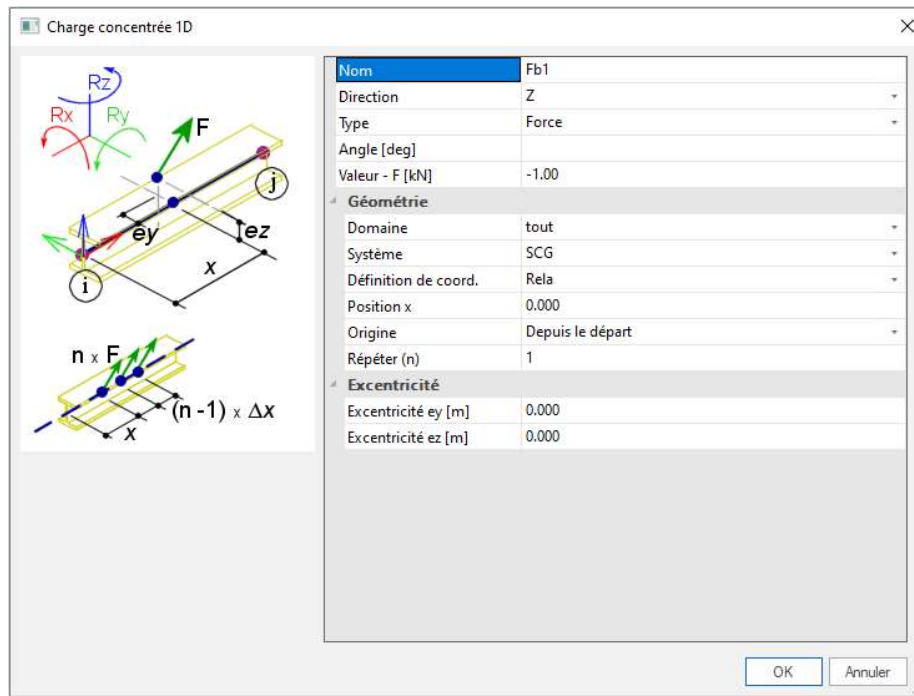 Charge concentrée 1D
Rz
Rx
Ry
F
j
ey
ez
i
x
n x F
(n -1) x Δx
x
Nom Fb1
Direction Z
Type Force
Angle [deg]
Valeur - F [kN] -1.00
Géométrie
Domaine tout
Système SCG
Définition de coord. Rela
Position x 0.000
Origine Depuis le départ
Répéter (n) 1
Excentricité
Excentricité ey [m] 0.000
Excentricité ez [m] 0.000
OK Annuler